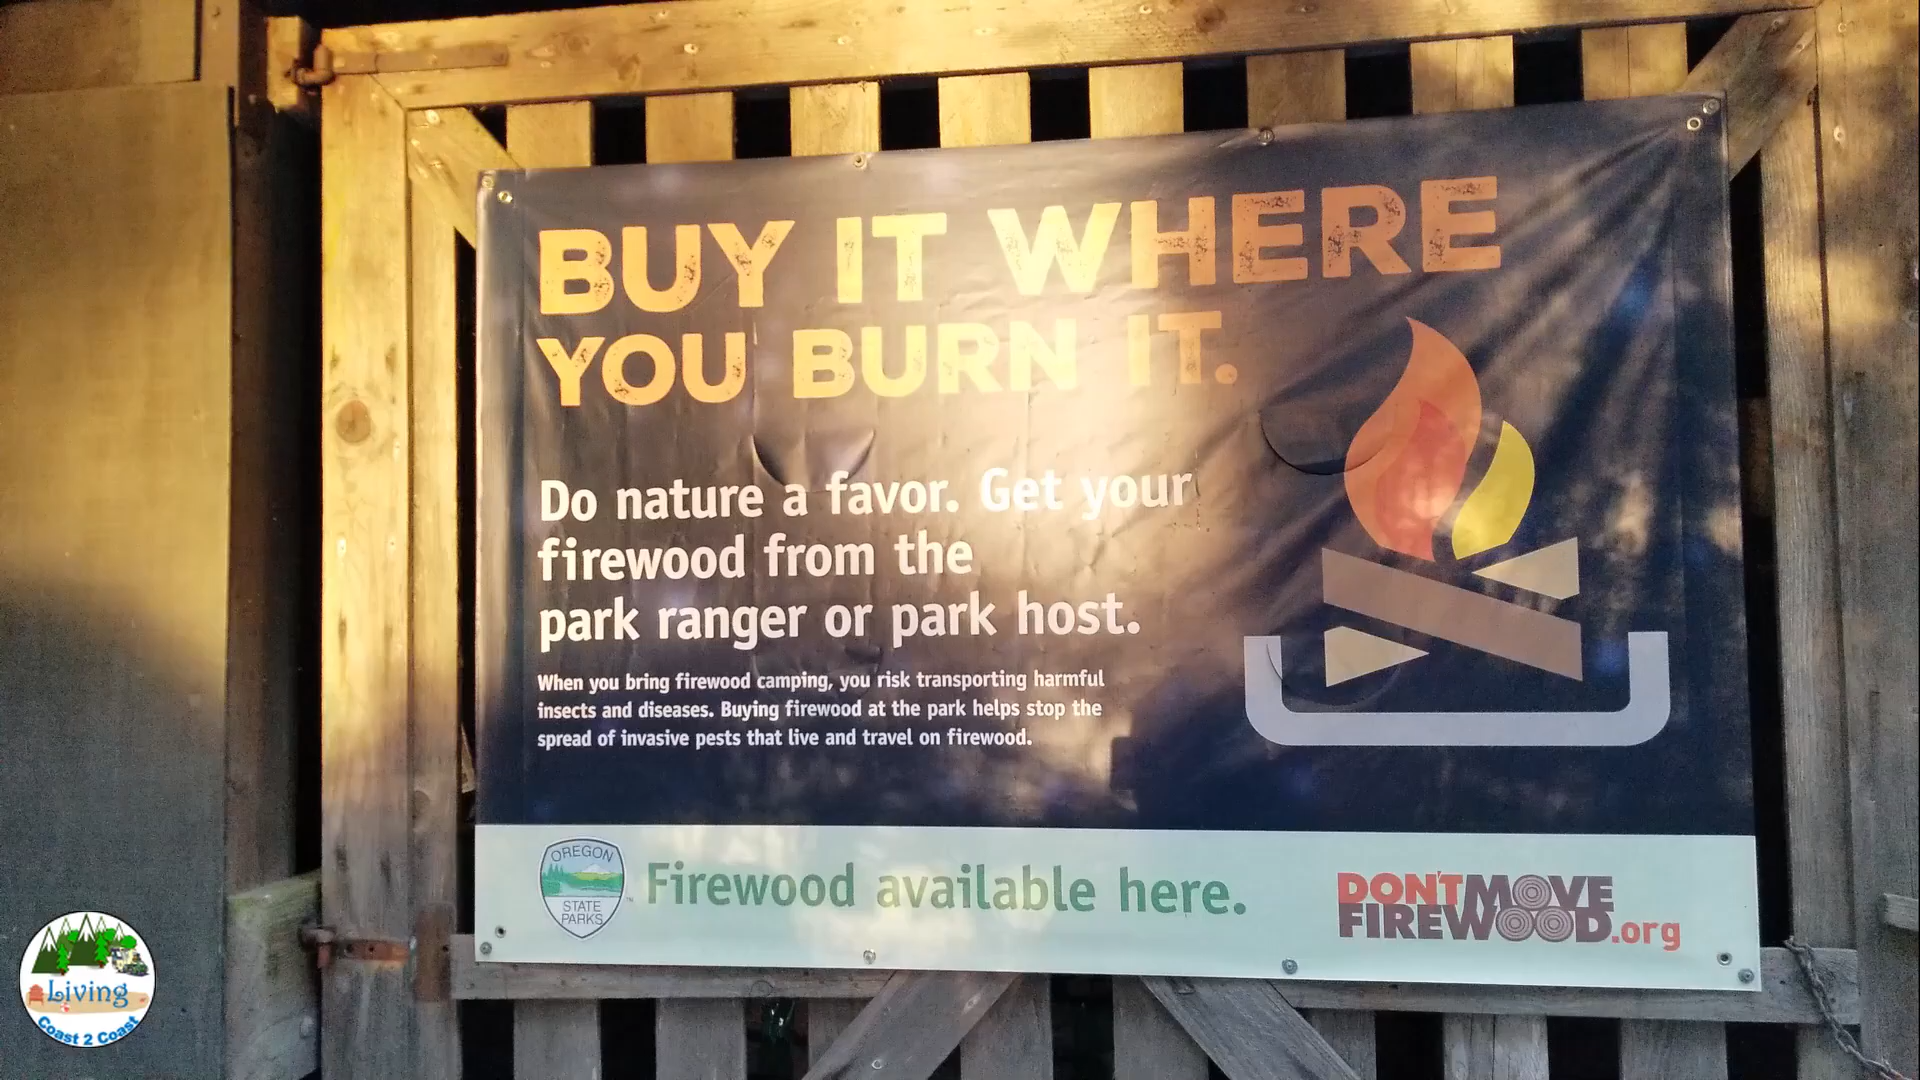 BUY IT WHERE
YOU BURN IT.
Do nature a favor. Get your
firewood from the
park ranger or park host.
When you bring firewood camping, you risk transporting harmful
insects and diseases. Buying firewood at the park helps stop the
spread of invasive pests that live and travel on firewood.
OREGON
STATE
PARKS
TM
Firewood available here.
DON'T MOVE
FIREWOOD.org
Living
Coast 2 Coast